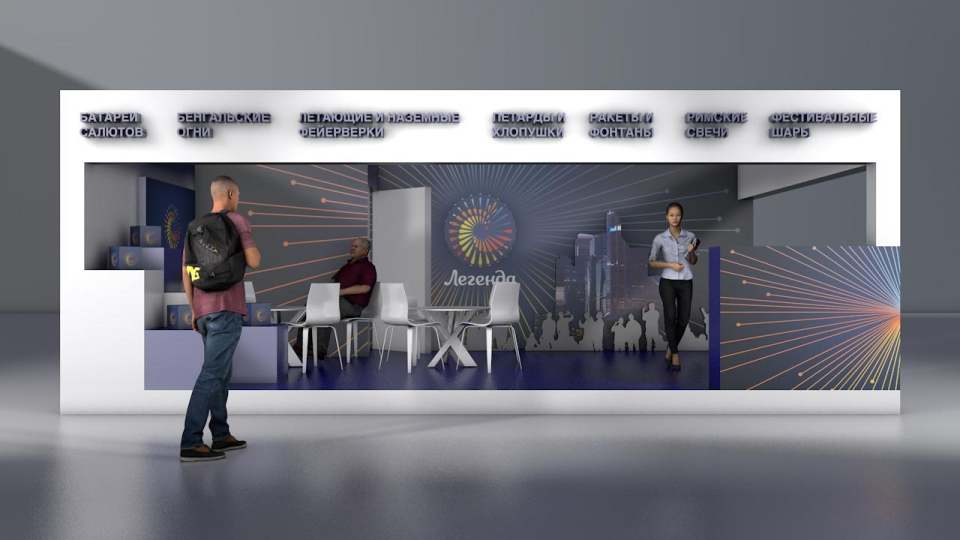 БАТАРЕИ
САЛЮТОВ
БЕНГАЛЬСКИЕ
ОГНИ
ЛЕТАЮЩИЕ И НАЗЕМНЫЕ
ФЕЙЕРВЕРКИ
ПЕТАРДЫ И
ХЛОПУШКИ
РАКЕТЫ И
ФОНТАНЫ
РИМСКИЕ
СВЕЧИ
ФЕСТИВАЛЬНЫЕ
ШАРЫ
Легенда